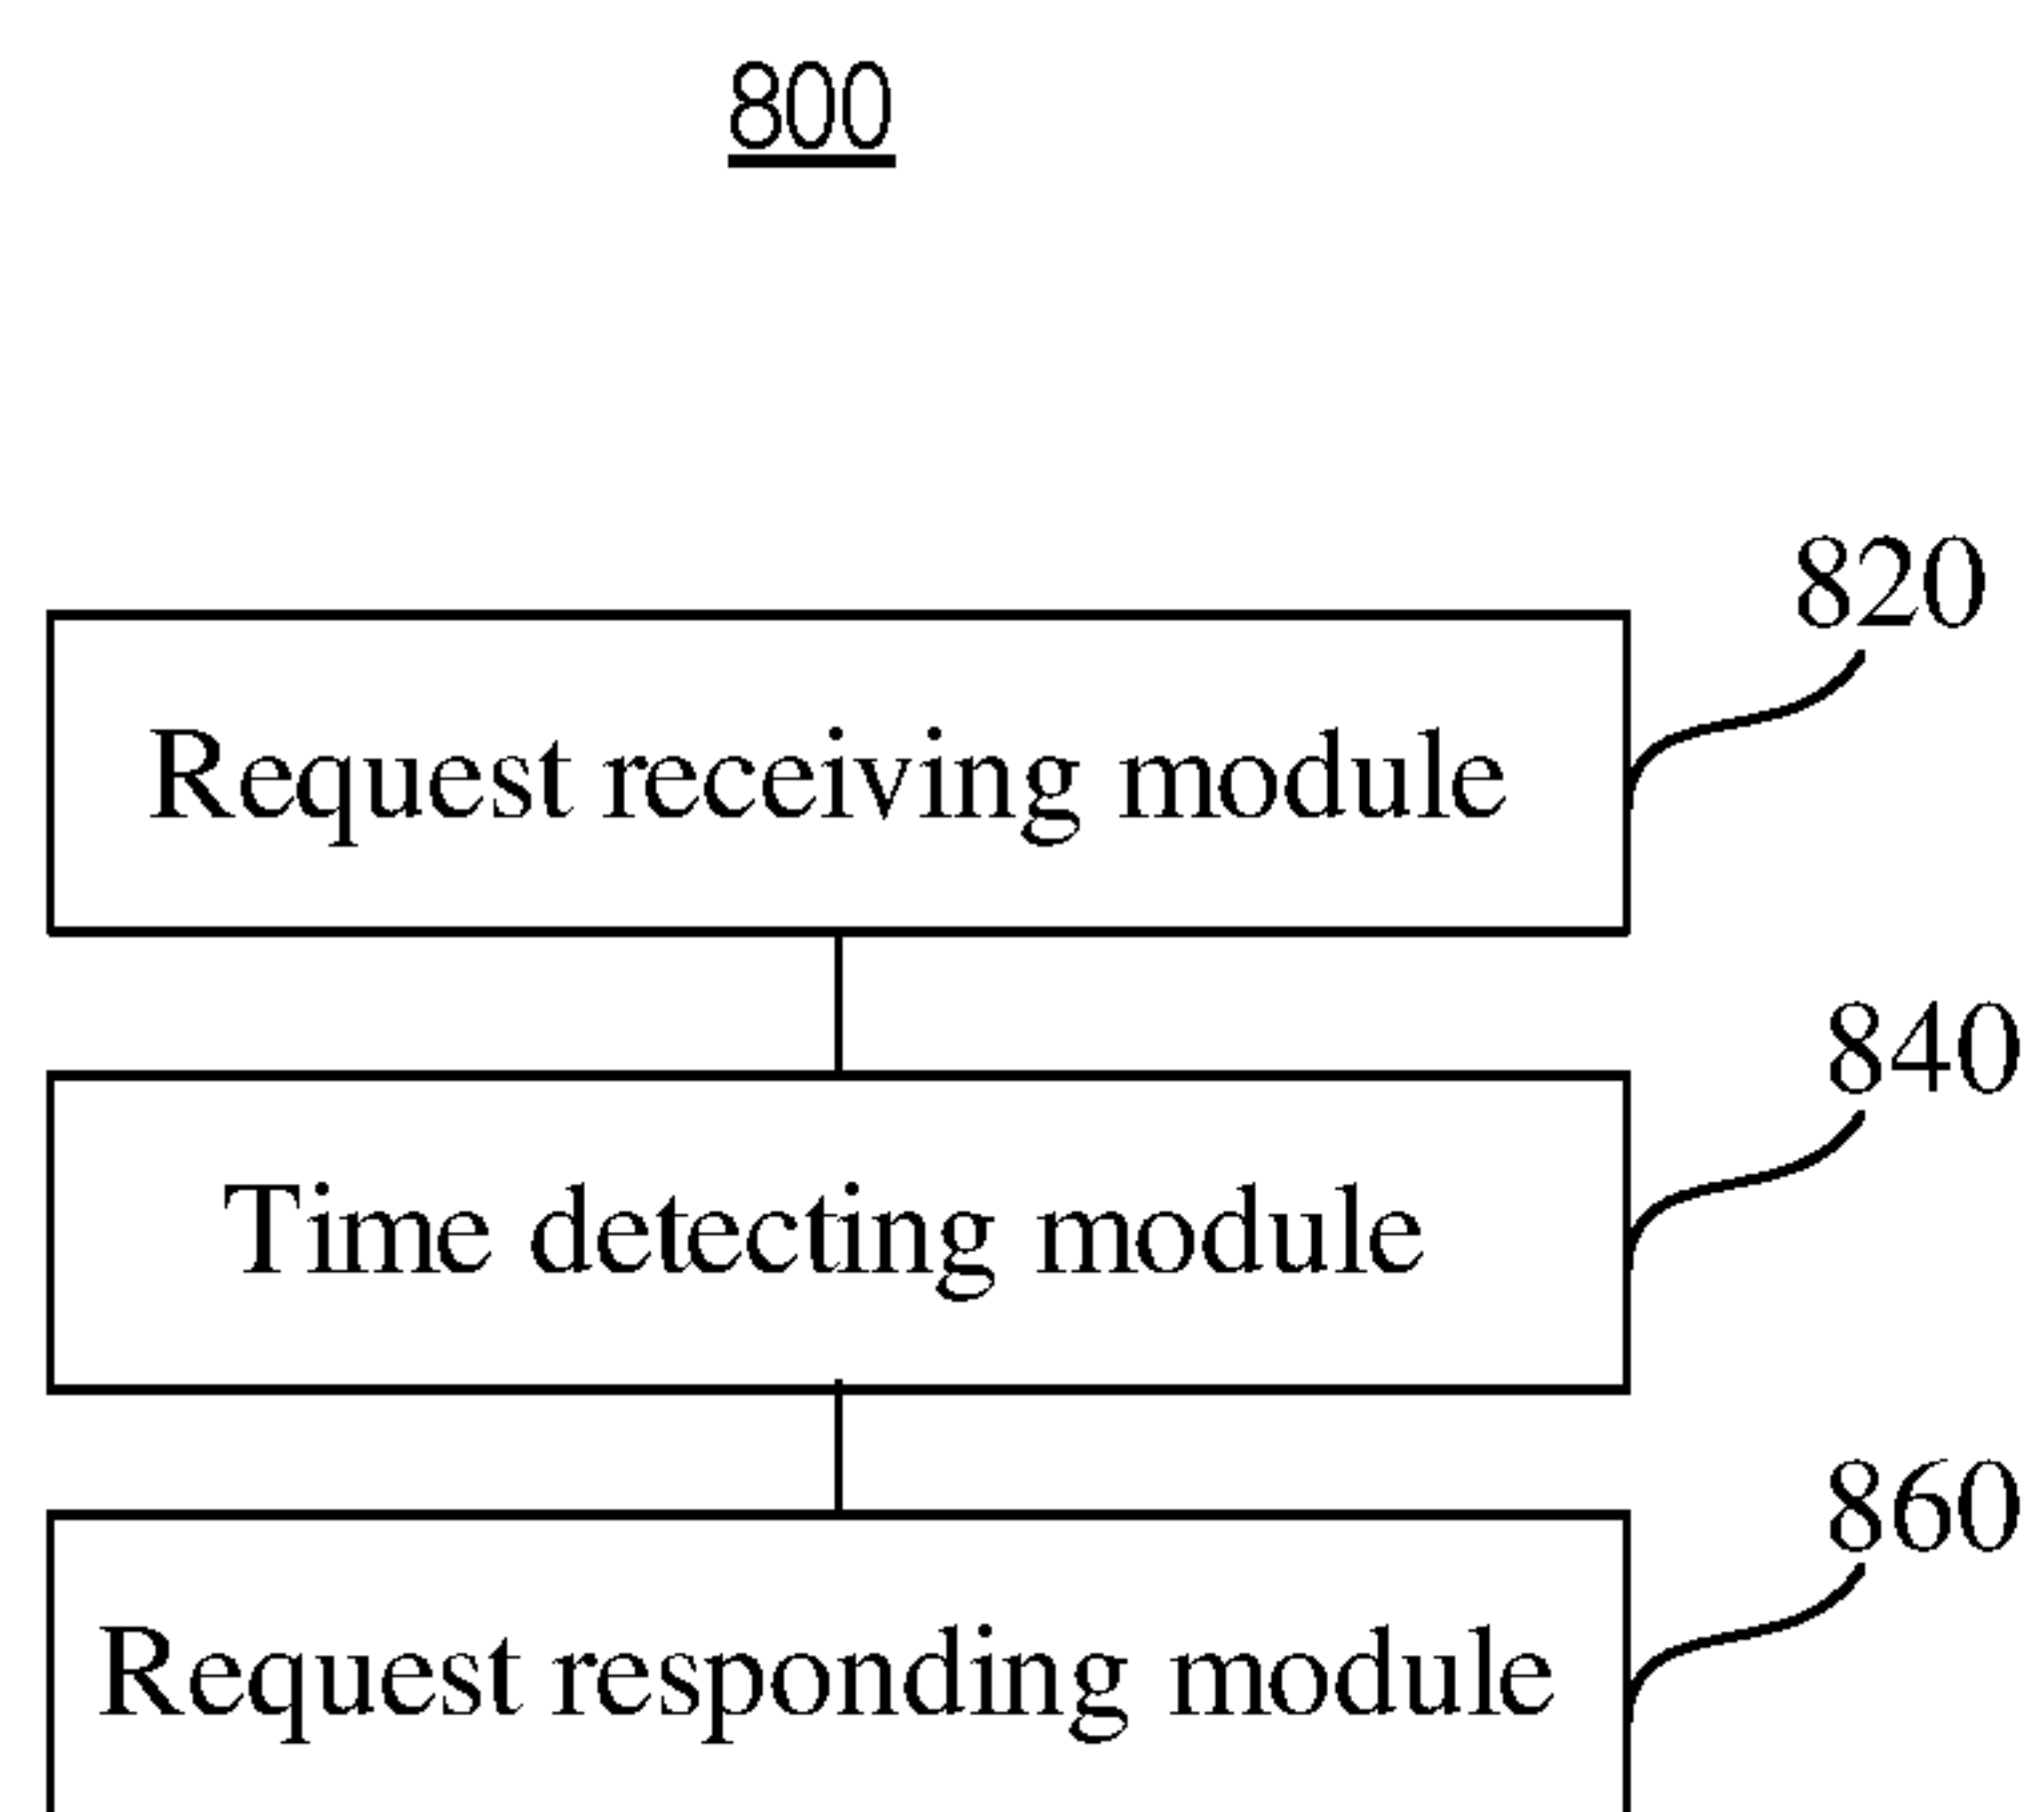 800
820
Request receiving module
840
Time detecting module
860
Request responding module